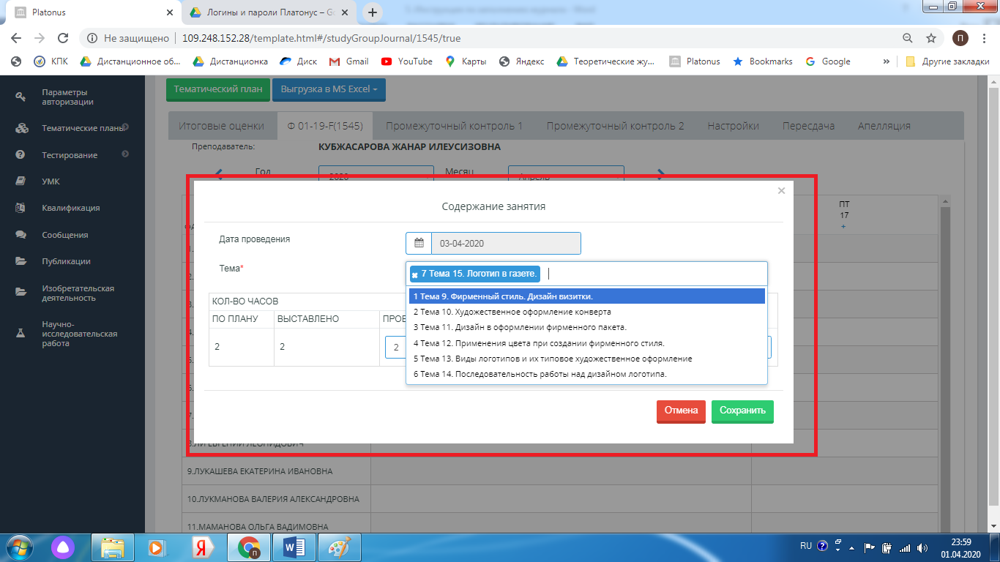 Platonus
Логины и пароли Платонус – Go
Не защищено | 109.248.152.28/template.html#/studyGroupJournal/1545/true
КПК
Дистанционное об...
Дистанционка
Диск
Gmail
YouTube
Карты
Яндекс
Теоретические жу...
Platonus
Bookmarks
Google
»
Другие закладки
Параметры
авторизации
Тематические планы
Тестирование
УМК
Квалификация
Сообщения
Публикации
Изобретательская
деятельность
Научно-
исследовательская
работа
Тематический план
Выгрузка в MS Excel
Итоговые оценки
Ф 01-19-F(1545)
Промежуточный контроль 1
Промежуточный контроль 2
Настройки
Пересдача
Апелляция
Преподаватель:
КУБЖАСАРОВА ЖАНАР ИЛЕУСИЗОВНА
Год
2020
Месяц
Апрель
ПТ
17
+
Содержание занятия
×
Дата проведения
03-04-2020
Тема*
7 Тема 15. Логотип в газете.
1 Тема 9. Фирменный стиль. Дизайн визитки.
2 Тема 10. Художественное оформление конверта
3 Тема 11. Дизайн в оформлении фирменного пакета.
4 Тема 12. Применения цвета при создании фирменного стиля.
5 Тема 13. Виды логотипов и их типовое художественное оформление
6 Тема 14. Последовательность работы над дизайном логотипа.
КОЛ-ВО ЧАСОВ
ПО ПЛАНУ
ВЫСТАВЛЕНО
ПРОВ
2
2
2
Отмена
Сохранить
8.ЛИ ЕВГЕНИЙ ЛЕОНИДОВИЧ
9.ЛУКАШЕВА ЕКАТЕРИНА ИВАНОВНА
10.ЛУКМАНОВА ВАЛЕРИЯ АЛЕКСАНДРОВНА
11.МАМАНОВА ОЛЬГА ВАДИМОВНА
RU
23:59
01.04.2020